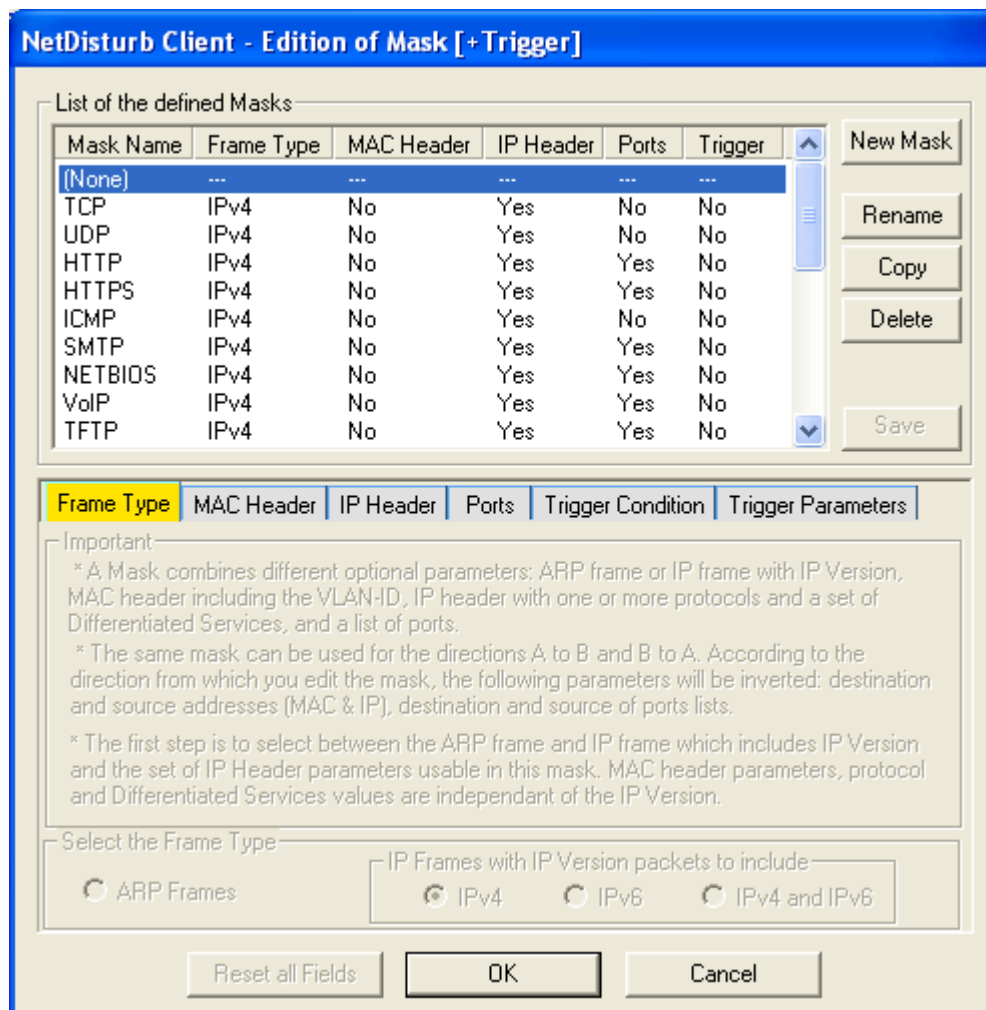 NetDisturb Client - Edition of Mask [+Trigger]
List of the defined Masks
Mask Name Frame Type MAC Header IP Header Ports Trigger
(None) --- --- --- --- ---
TCP IPv4 No Yes No No
UDP IPv4 No Yes No No
HTTP IPv4 No Yes Yes No
HTTPS IPv4 No Yes Yes No
ICMP IPv4 No Yes No No
SMTP IPv4 No Yes Yes No
NETBIOS IPv4 No Yes Yes No
VoIP IPv4 No Yes Yes No
TFTP IPv4 No Yes Yes No
New Mask
Rename
Copy
Delete
Save
Frame Type MAC Header IP Header Ports Trigger Condition Trigger Parameters
Important
* A Mask combines different optional parameters: ARP frame or IP frame with IP Version,
MAC header including the VLAN-ID, IP header with one or more protocols and a set of
Differentiated Services, and a list of ports.
* The same mask can be used for the directions A to B and B to A. According to the
direction from which you edit the mask, the following parameters will be inverted: destination
and source addresses (MAC & IP), destination and source of ports lists.
* The first step is to select between the ARP frame and IP frame which includes IP Version
and the set of IP Header parameters usable in this mask. MAC header parameters, protocol
and Differentiated Services values are independant of the IP Version.
Select the Frame Type
ARP Frames
IP Frames with IP Version packets to include
IPv4 IPv6 IPv4 and IPv6
Reset all Fields OK Cancel